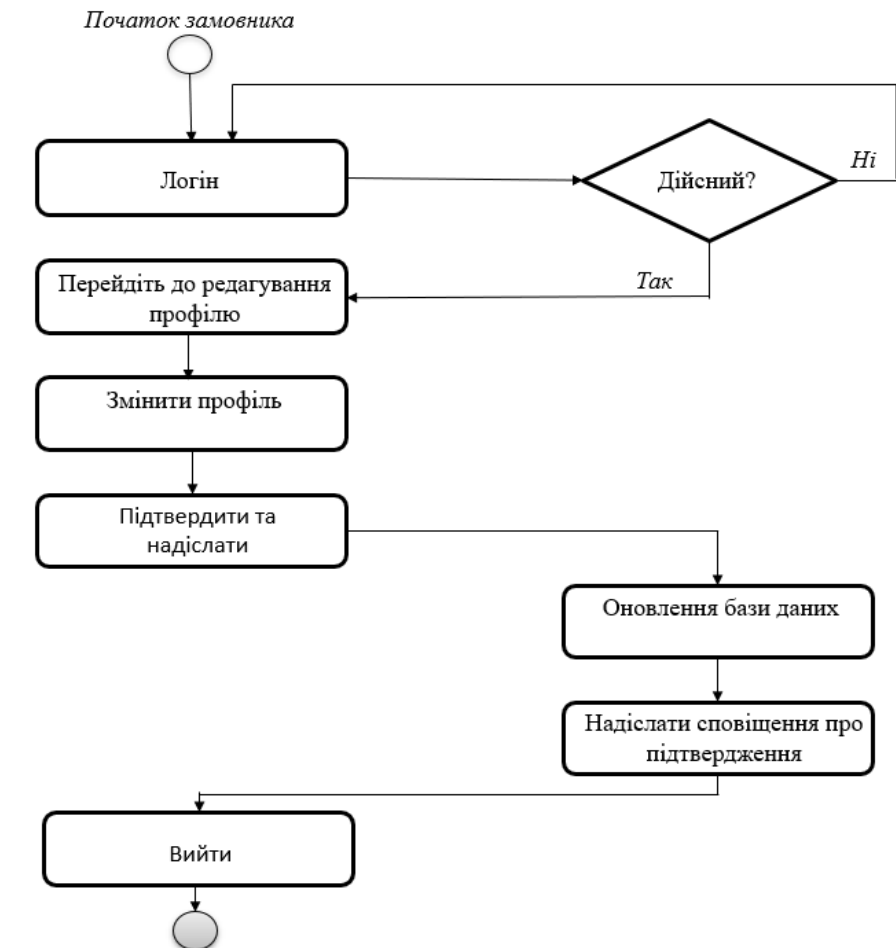 Початок замовника
Логін
Дійсний?
Ні
Так
Перейдіть до редагування
профілю
Змінити профіль
Підтвердити та
надіслати
Оновлення бази даних
Надіслати сповіщення про
підтвердження
Вийти